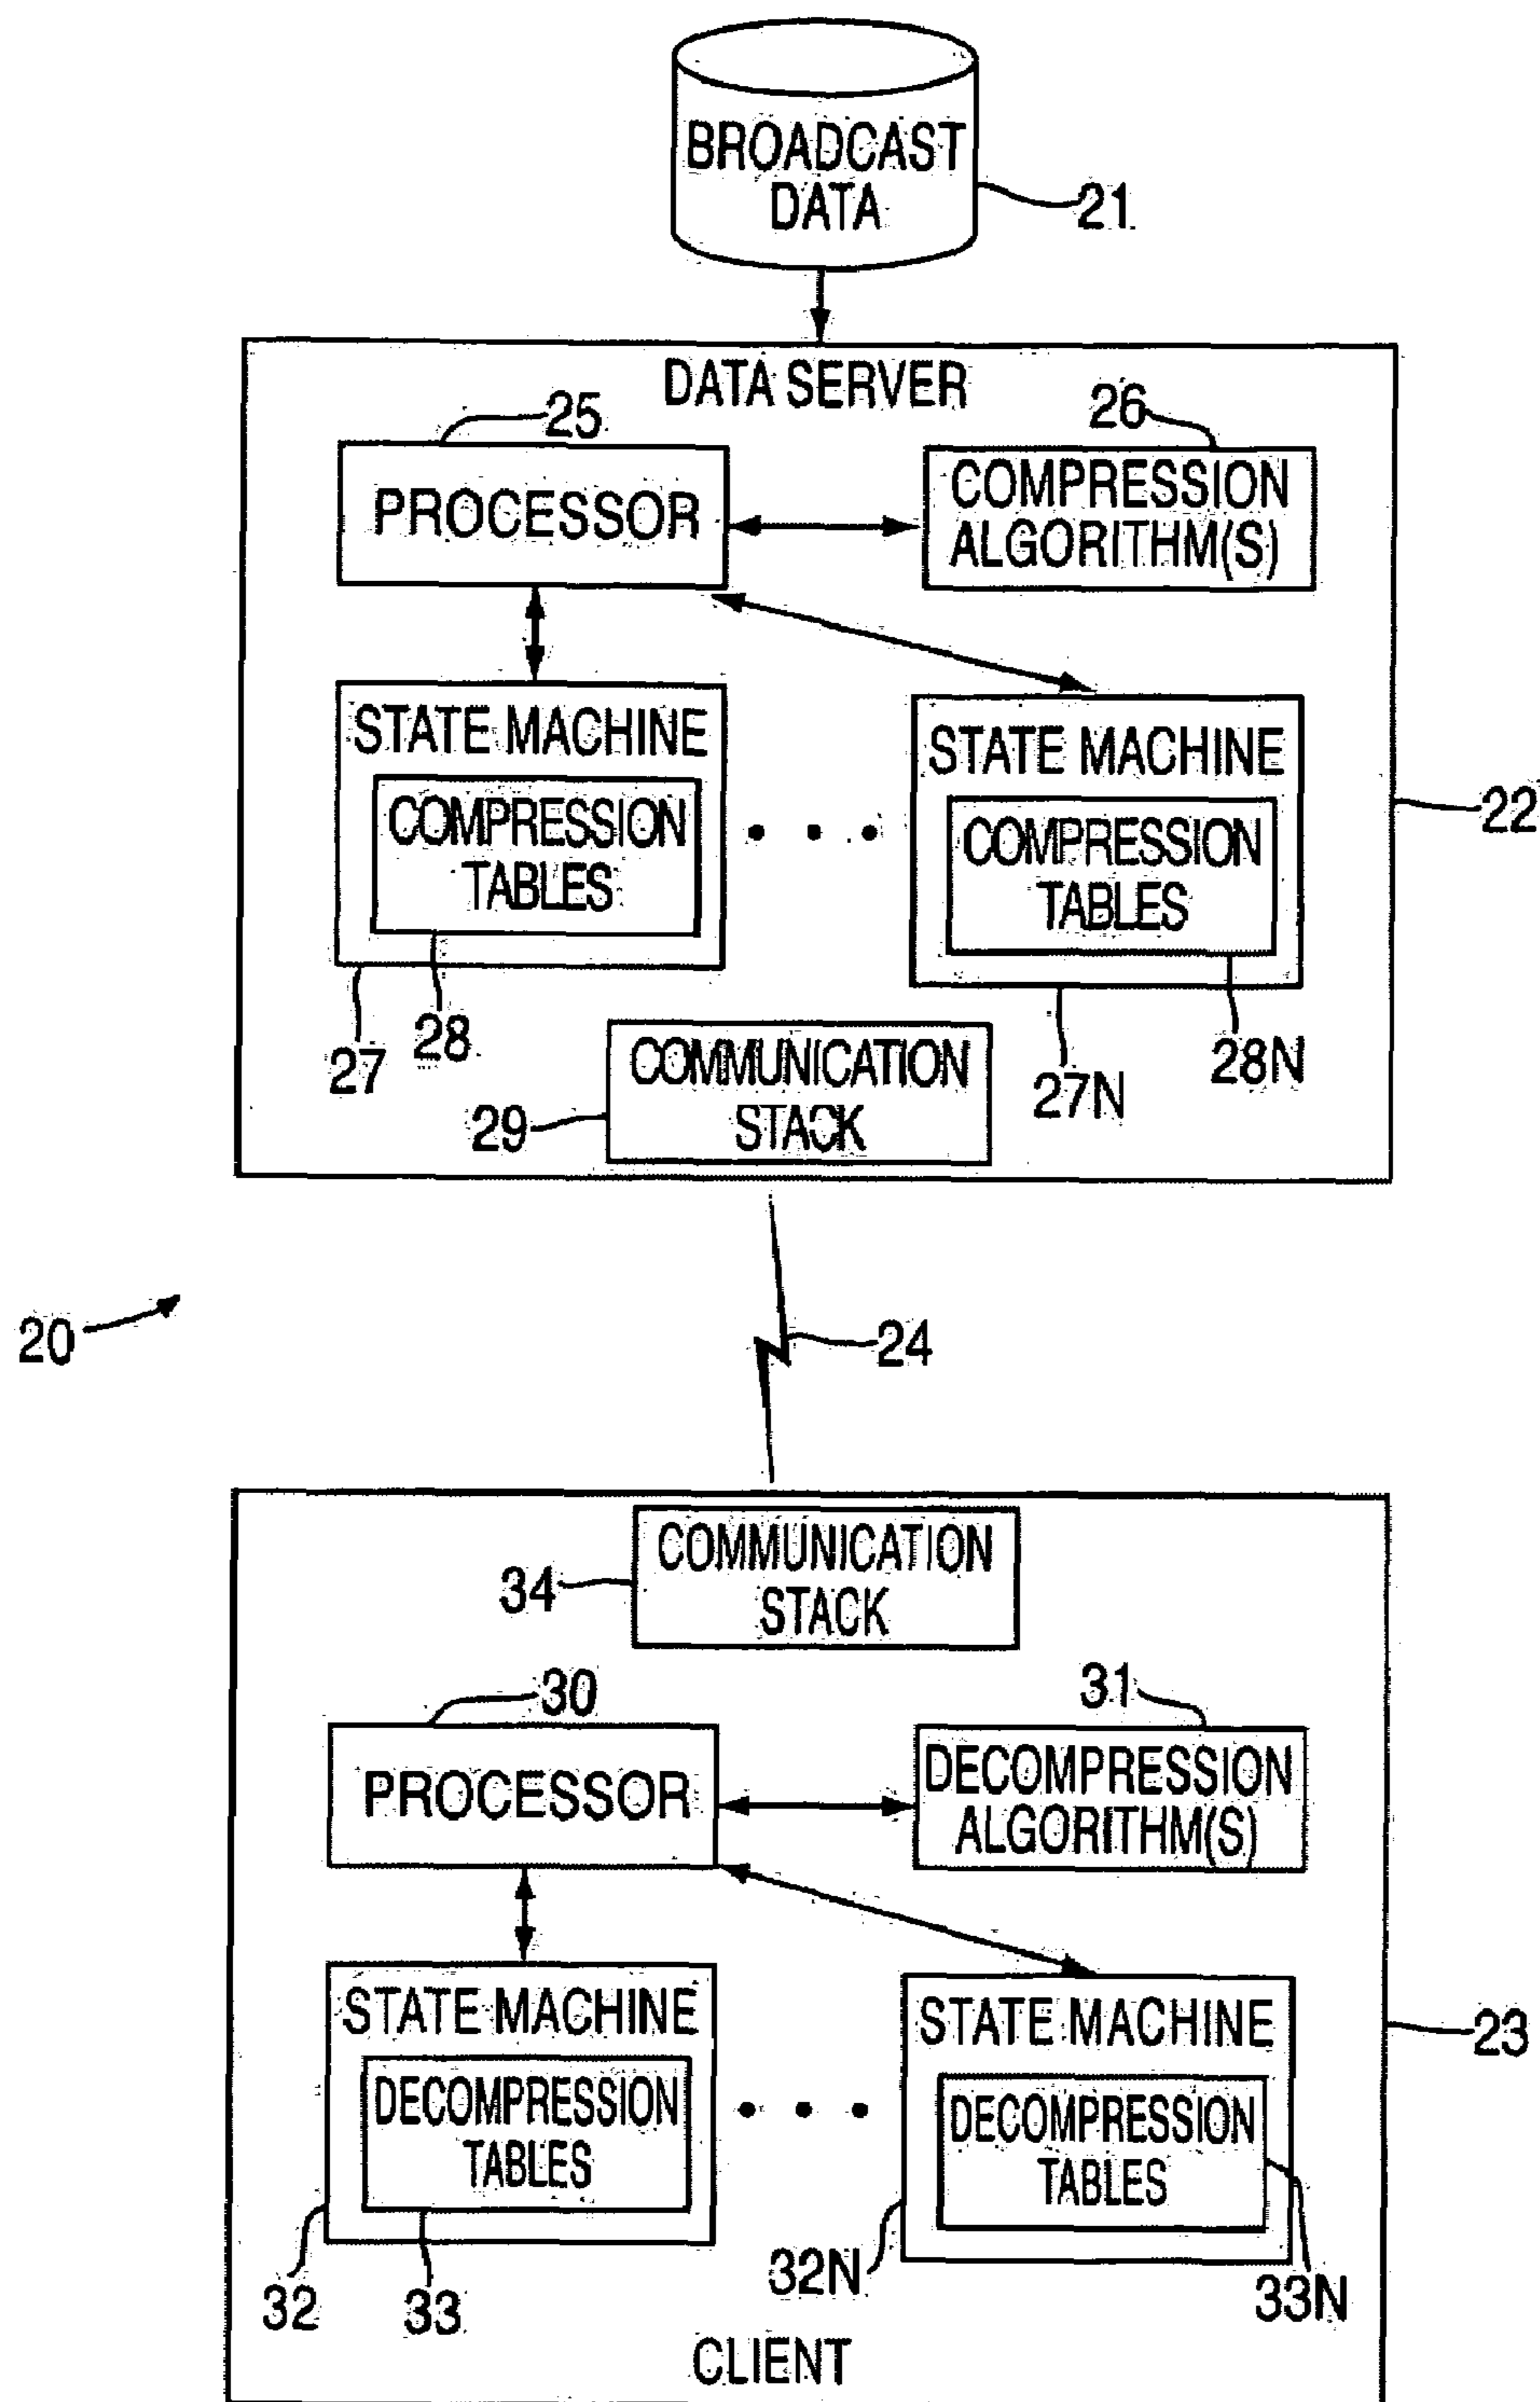 BROADCAST
DATA
21
DATA SERVER
25
26
PROCESSOR
COMPRESSION
ALGORITHM(S)
STATE MACHINE
COMPRESSION
TABLES
STATE MACHINE
COMPRESSION
TABLES
22
27
28
27N
28N
COMMUNICATION
STACK
29
20
24
COMMUNICATION
STACK
34
30
31
PROCESSOR
DECOMPRESSION
ALGORITHM(S)
STATE MACHINE
DECOMPRESSION
TABLES
STATE MACHINE
DECOMPRESSION
TABLES
23
32
33
32N
33N
CLIENT